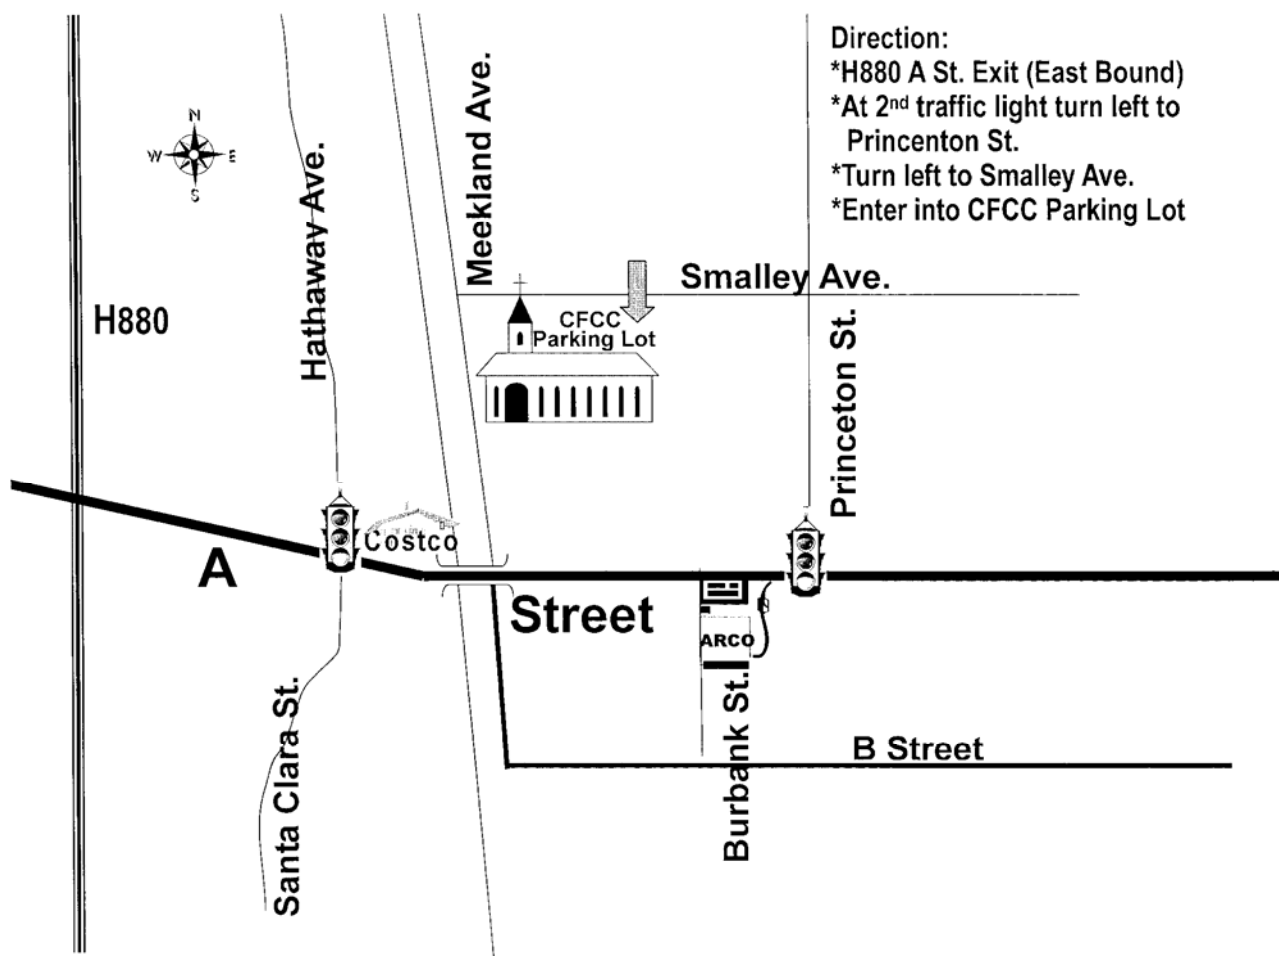 Direction:
*H880 A St. Exit (East Bound)
*At 2nd traffic light turn left to
Princenton St.
*Turn left to Smalley Ave.
*Enter into CFCC Parking Lot
N
W E
S
Hathaway Ave.
Meekland Ave.
Smalley Ave.
H880
CFCC
Parking Lot
Princeton St.
Costco
A
Street
ARCO
Santa Clara St.
Burbank St.
B Street